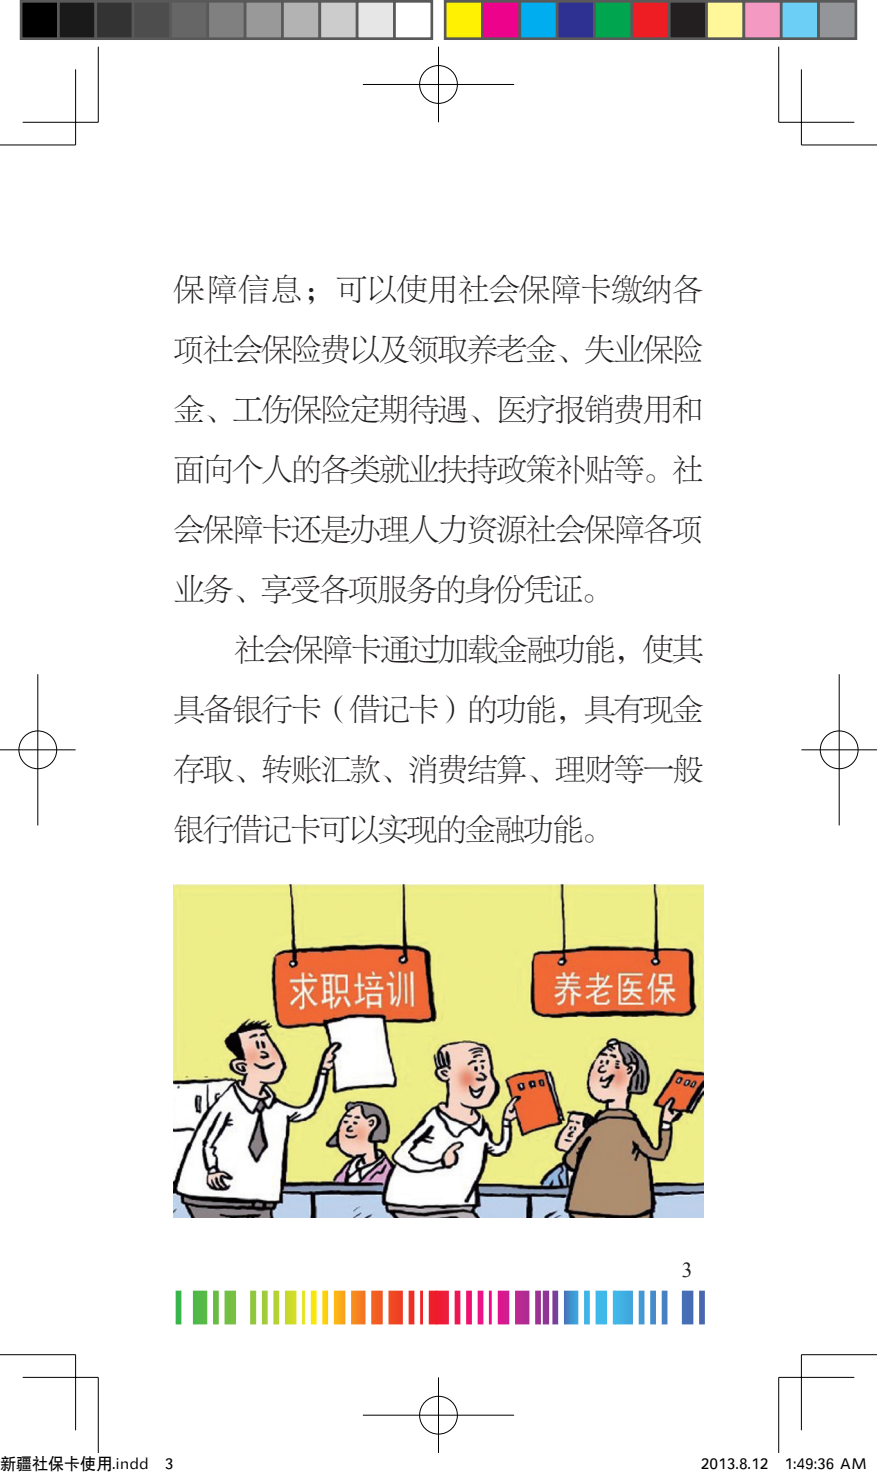 保障信息；可以使用社会保障卡缴纳各
项社会保险费以及领取养老金、失业保险
金、工伤保险定期待遇、医疗报销费用和
面向个人的各类就业扶持政策补贴等。社
会保障卡还是办理人力资源社会保障各项
业务、享受各项服务的身份凭证。
社会保障卡通过加载金融功能，使其
具备银行卡（借记卡）的功能，具有现金
存取、转账汇款、消费结算、理财等一般
银行借记卡可以实现的金融功能。
求职培训
养老医保
3
新疆社保卡使用.indd 3
2013.8.12 1:49:36 AM